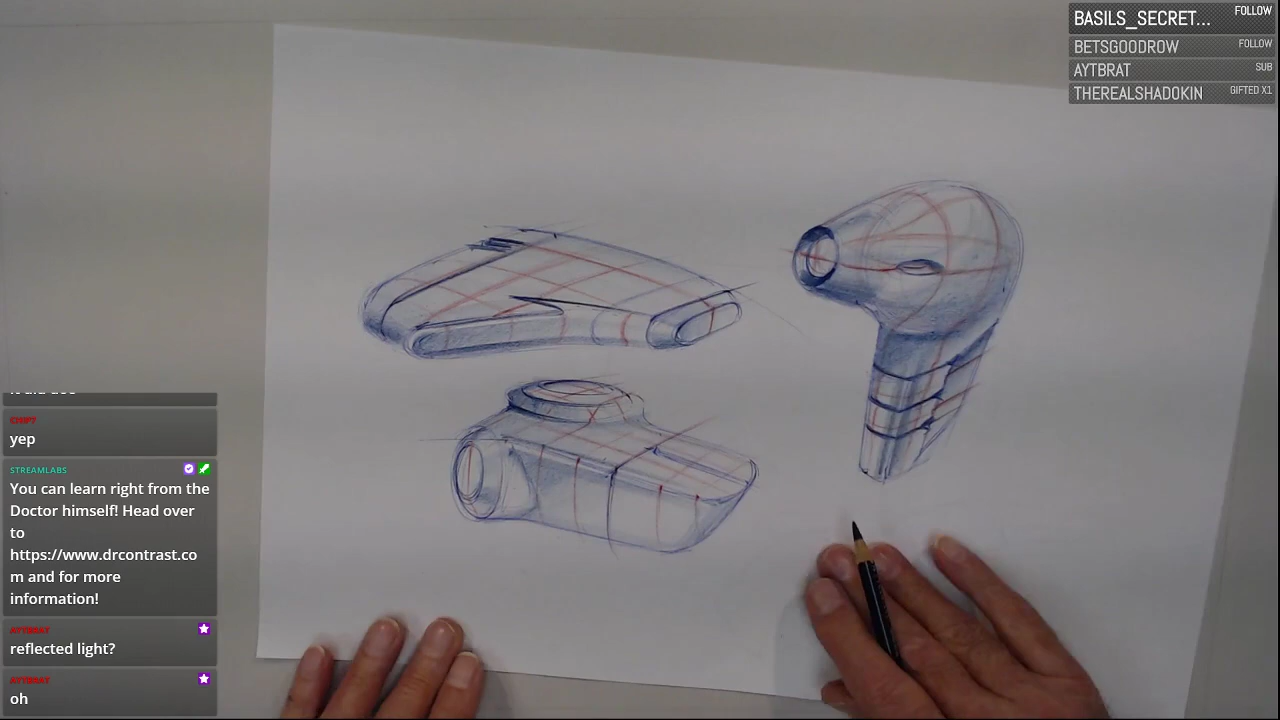 BASILS_SECRET... FOLLOW
BETSGOODROW FOLLOW
AYTBRAT SUB
THEREALSHADOKIN GIFTED X1
yep
STREAMLABS
You can learn right from the
Doctor himself! Head over
to
https://www.drcontrast.co
m and for more
information!
AYTBRAT
reflected light?
AYTBRAT
oh